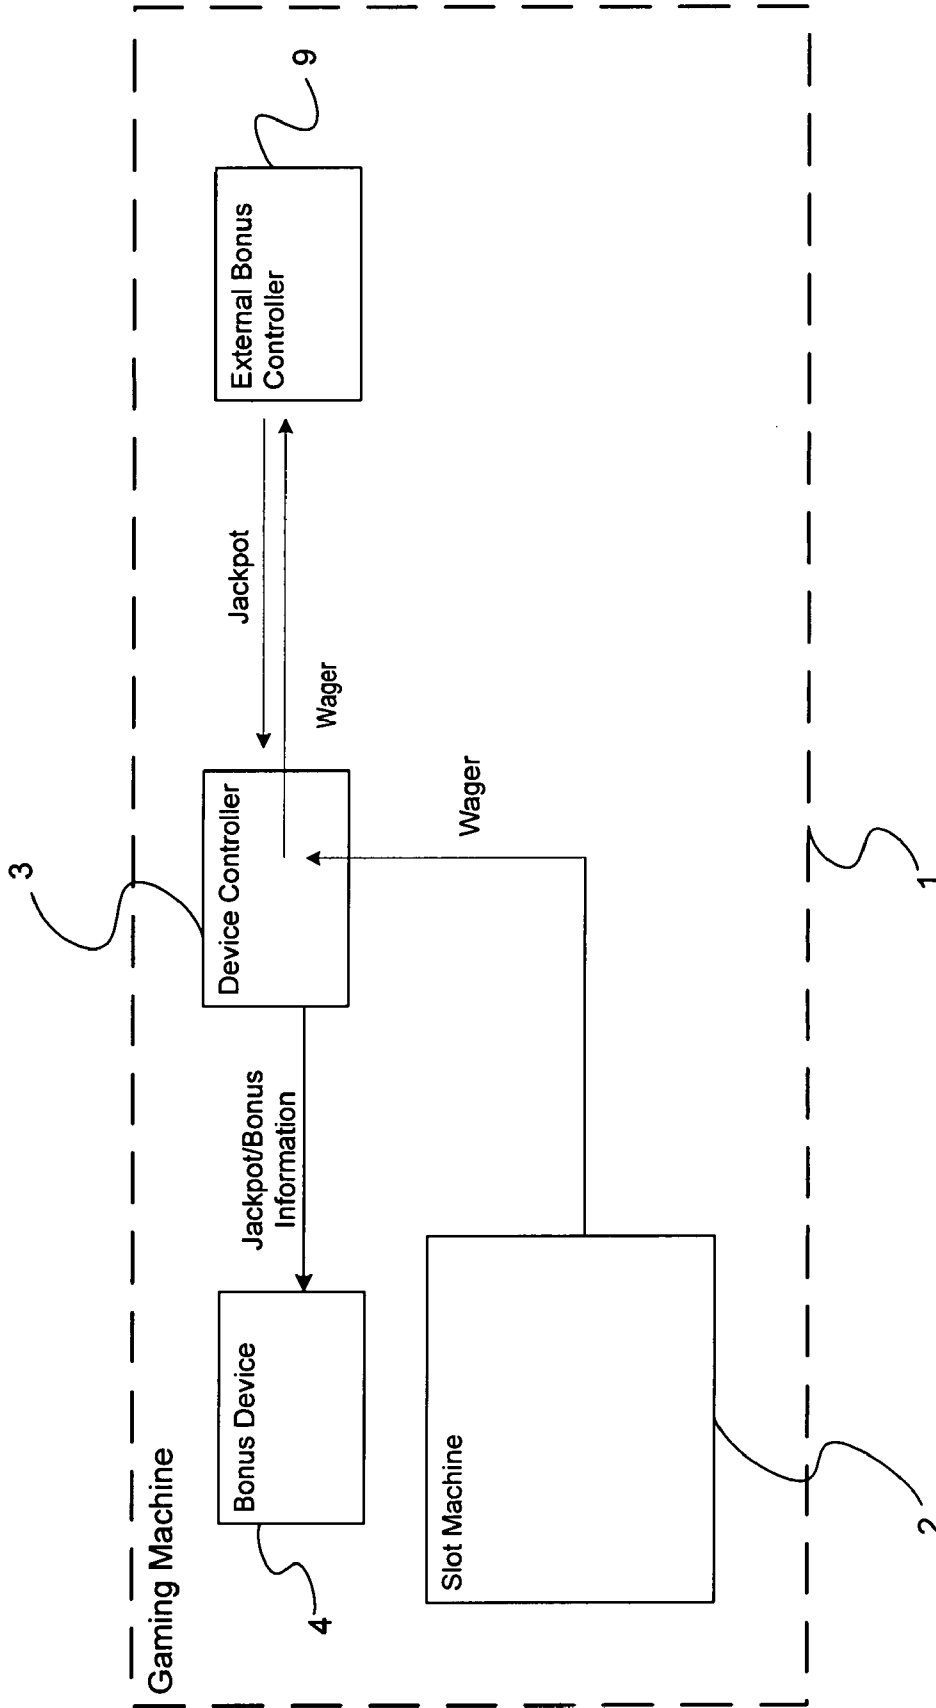 Gaming Machine
Bonus Device
4
Jackpot/Bonus
Information
Device Controller
3
Jackpot
Wager
External Bonus
Controller
9
Slot Machine
2
Wager
1